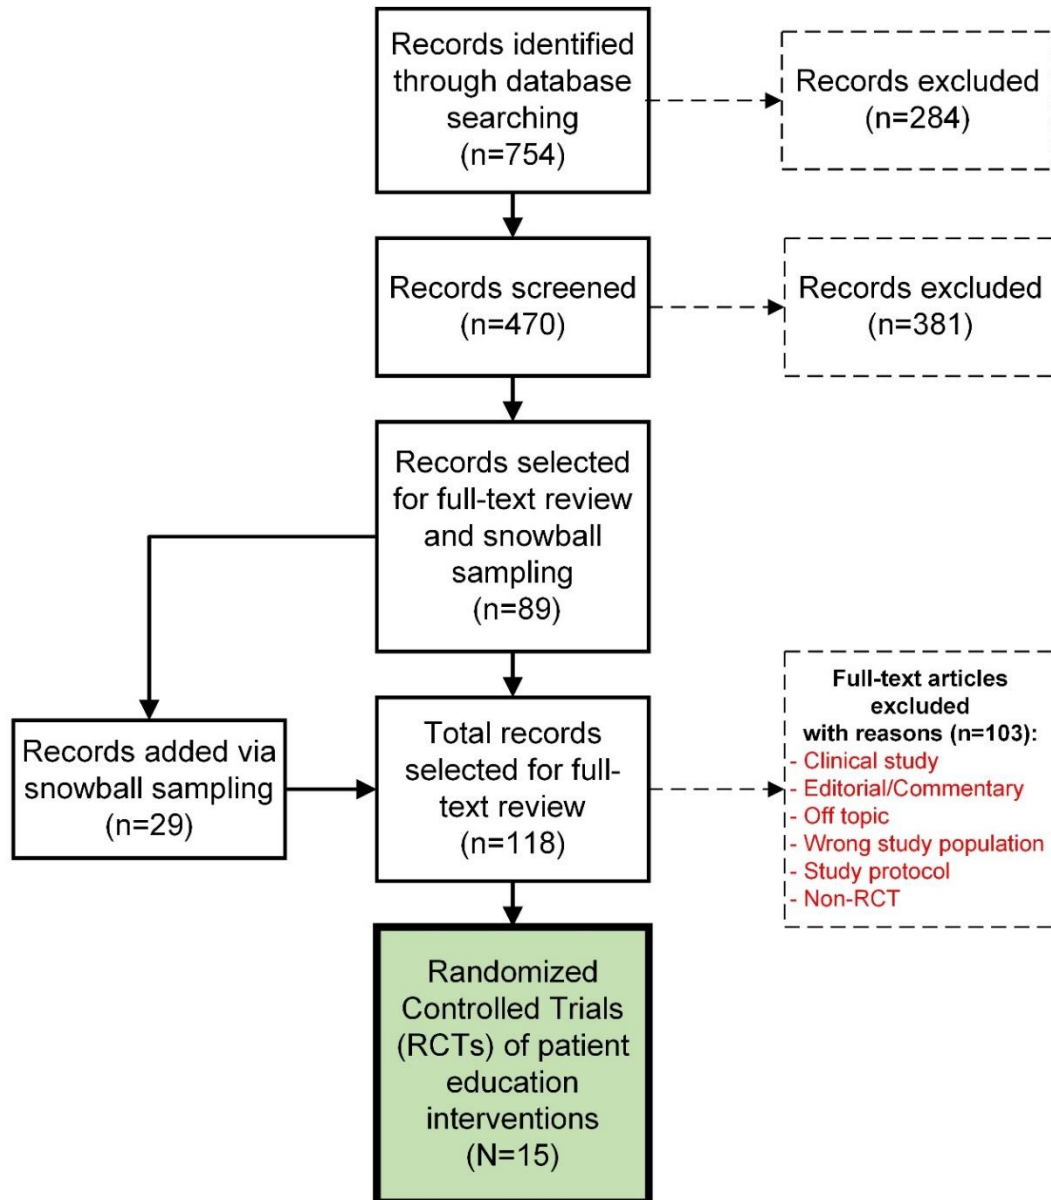 Records identified
through database
searching
(n=754)
Records excluded
(n=284)
Records screened
(n=470)
Records excluded
(n=381)
Records selected
for full-text review
and snowball
sampling
(n=89)
Records added via
snowball sampling
(n=29)
Total records
selected for full-
text review
(n=118)
Full-text articles
excluded
with reasons (n=103):
- Clinical study
- Editorial/Commentary
- Off topic
- Wrong study population
- Study protocol
- Non-RCT
Randomized
Controlled Trials
(RCTs) of patient
education
interventions
(N=15)